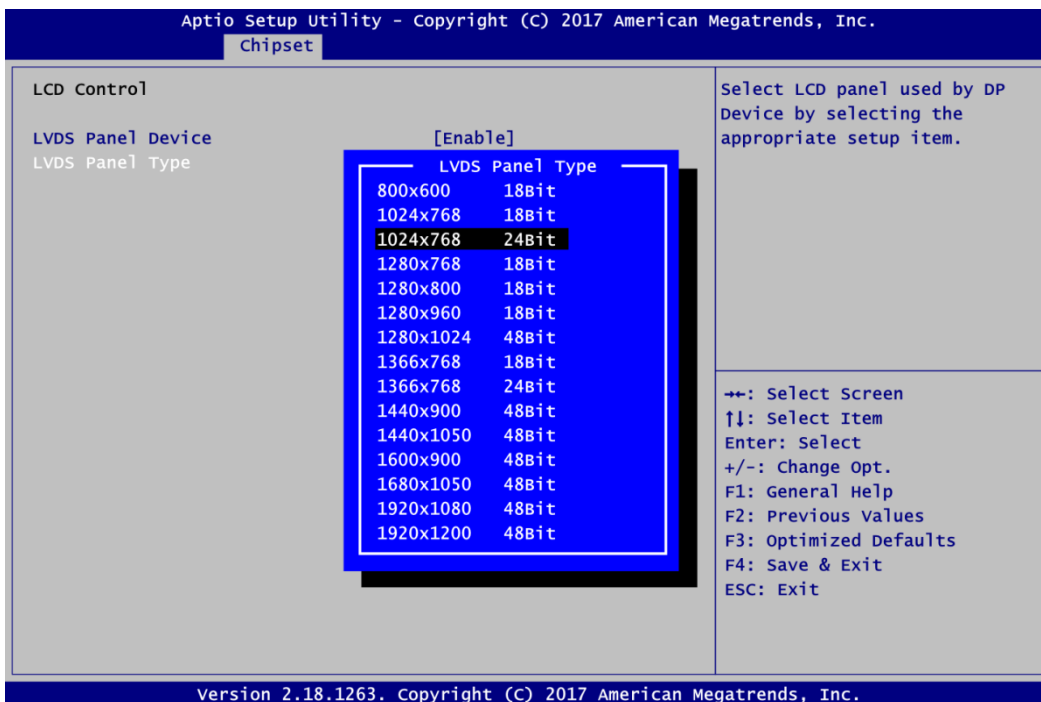 Aptio Setup Utility - Copyright (C) 2017 American Megatrends, Inc.
Chipset
LCD Control
LVDS Panel Device [Enable]
LVDS Panel Type
LVDS Panel Type
800x600 18Bit
1024x768 18Bit
1024x768 24Bit
1280x768 18Bit
1280x800 18Bit
1280x960 18Bit
1280x1024 48Bit
1366x768 18Bit
1366x768 24Bit
1440x900 48Bit
1440x1050 48Bit
1600x900 48Bit
1680x1050 48Bit
1920x1080 48Bit
1920x1200 48Bit
Select LCD panel used by DP
Device by selecting the
appropriate setup item.
→←: Select Screen
↑↓: Select Item
Enter: Select
+/-: Change Opt.
F1: General Help
F2: Previous Values
F3: Optimized Defaults
F4: Save & Exit
ESC: Exit
Version 2.18.1263. Copyright (C) 2017 American Megatrends, Inc.